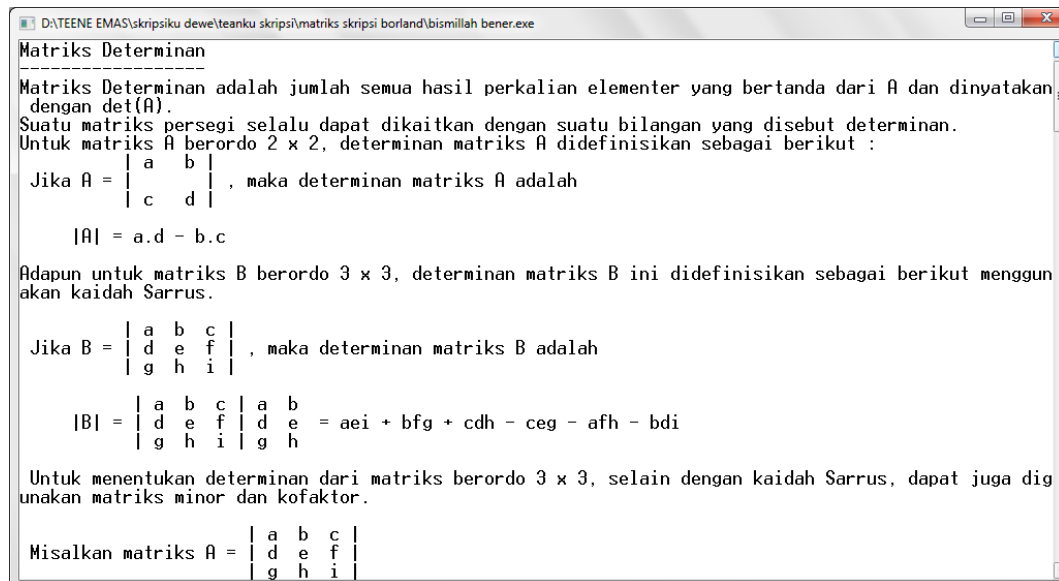 D:\TEENE EMAS\skripsiku dewe\teanku skripsi\matriks skripsi borland\bismillah bener.exe
Matriks Determinan
------------------
Matriks Determinan adalah jumlah semua hasil perkalian elementer yang bertanda dari A dan dinyatakan
 dengan det(A).
Suatu matriks persegi selalu dapat dikaitkan dengan suatu bilangan yang disebut determinan.
Untuk matriks A berordo 2 x 2, determinan matriks A didefinisikan sebagai berikut :
          | a    b |
 Jika A = |        | , maka determinan matriks A adalah
          | c    d |
     |A| = a.d - b.c
Adapun untuk matriks B berordo 3 x 3, determinan matriks B ini didefinisikan sebagai berikut menggun
akan kaidah Sarrus.
          | a  b  c |
 Jika B = | d  e  f | , maka determinan matriks B adalah
          | g  h  i |
           | a  b  c | a  b
     |B| = | d  e  f | d  e  = aei + bfg + cdh - ceg - afh - bdi
           | g  h  i | g  h
 Untuk menentukan determinan dari matriks berordo 3 x 3, selain dengan kaidah Sarrus, dapat juga dig
unakan matriks minor dan kofaktor.
                     | a  b  c |
 Misalkan matriks A = | d  e  f |
                     | g  h  i |